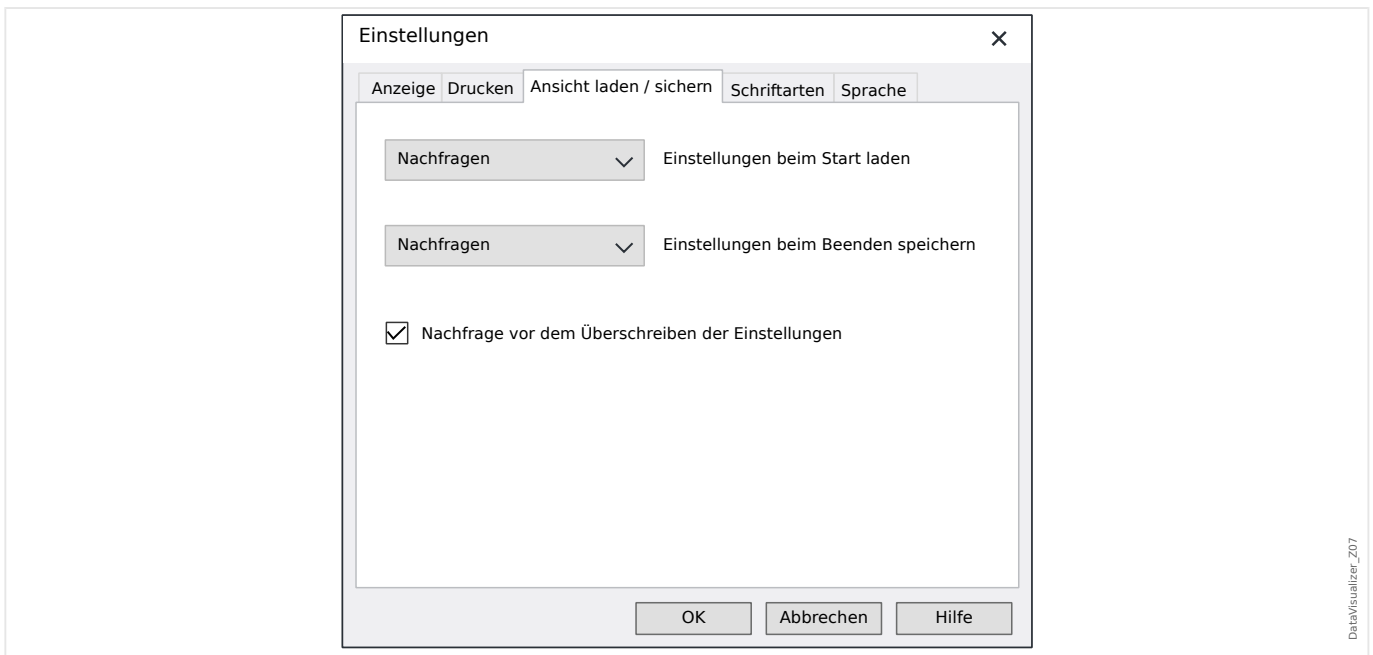 Einstellungen
Anzeige Drucken Ansicht laden / sichern Schriftarten Sprache
Nachfragen Einstellungen beim Start laden
Nachfragen Einstellungen beim Beenden speichern
Nachfrage vor dem Überschreiben der Einstellungen
OK Abbrechen Hilfe
DataVisualizer_Z07